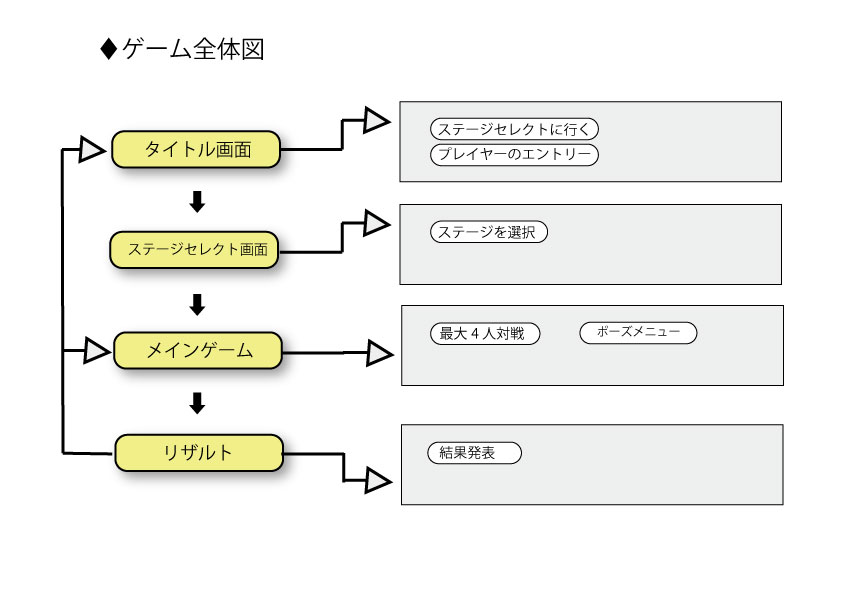 ◆ゲーム全体図
タイトル画面
ステージセレクトに行く
プレイヤーのエントリー
ステージセレクト画面
ステージを選択
メインゲーム
最大4人対戦
ポーズメニュー
リザルト
結果発表